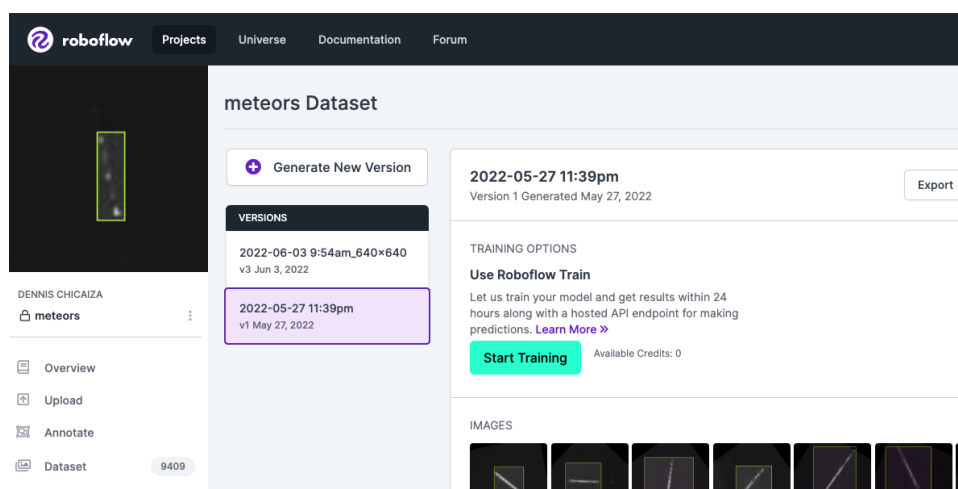 roboflow Projects Universe Documentation Forum
meteors Dataset
Generate New Version
VERSIONS
2022-06-03 9:54am_640×640
v3 Jun 3, 2022
2022-05-27 11:39pm
v1 May 27, 2022
2022-05-27 11:39pm
Version 1 Generated May 27, 2022
Export
TRAINING OPTIONS
Use Roboflow Train
Let us train your model and get results within 24
hours along with a hosted API endpoint for making
predictions. Learn More »
Start Training Available Credits: 0
IMAGES
DENNIS CHICAIZA
meteors
Overview
Upload
Annotate
Dataset 9409